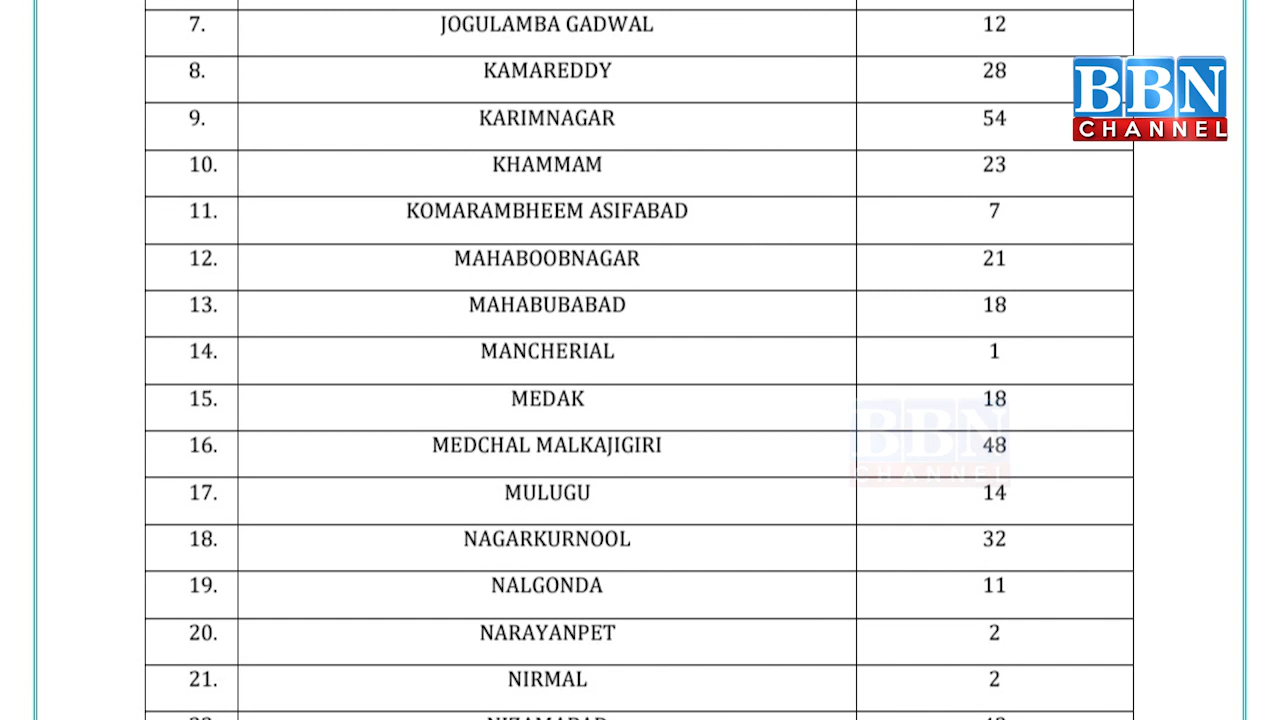 7. JOGULAMBA GADWAL 12
8. KAMAREDDY 28
9. KARIMNAGAR 54
10. KHAMMAM 23
11. KOMARAMBHEEM ASIFABAD 7
12. MAHABOOBNAGAR 21
13. MAHABUBABAD 18
14. MANCHERIAL 1
15. MEDAK 18
16. MEDCHAL MALKAJIGIRI 48
17. MULUGU 14
18. NAGARKURNOOL 32
19. NALGONDA 11
20. NARAYANPET 2
21. NIRMAL 2
BBN
CHANNEL
BBN
CHANNEL